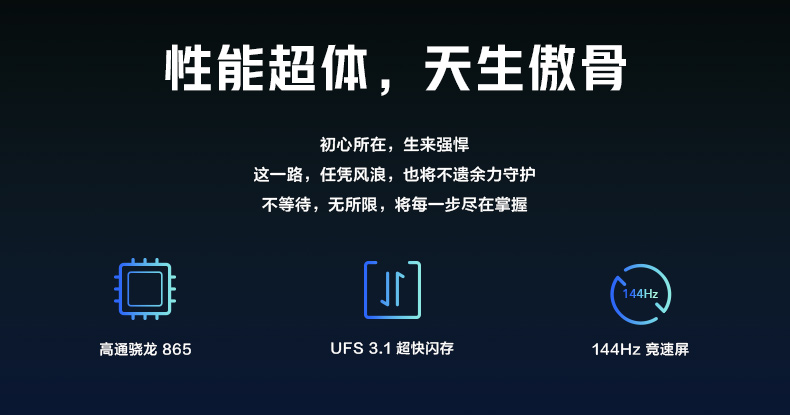 性能超体，天生傲骨
初心所在，生来强悍
这一路，任凭风浪，也将不遗余力守护
不等待，无所限，将每一步尽在掌握
144Hz
高通骁龙 865
UFS 3.1 超快闪存
144Hz 竞速屏